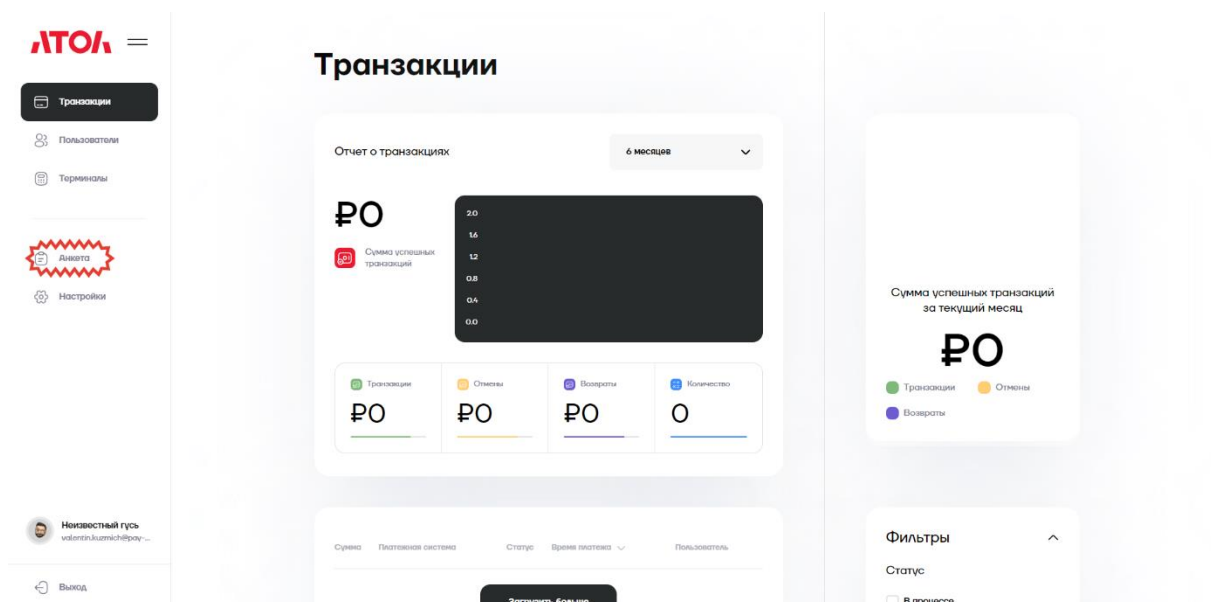 АТОЛ
Транзакции
Пользователи
Терминалы
Анкета
Настройки
Неизвестный гусь
valentin.kuzmich@pay-...
Выход
Транзакции
Отчет о транзакциях
6 месяцев
₽0
Сумма успешных
транзакций
2.0
1.6
1.2
0.8
0.4
0.0
Транзакции
Отмены
Возвраты
Количество
₽0
₽0
₽0
0
Сумма Платежная система Статус Время платежа Пользователь
Загрузить больше
Сумма успешных транзакций
за текущий месяц
₽0
Транзакции
Отмены
Возвраты
Фильтры
Статус
В процессе